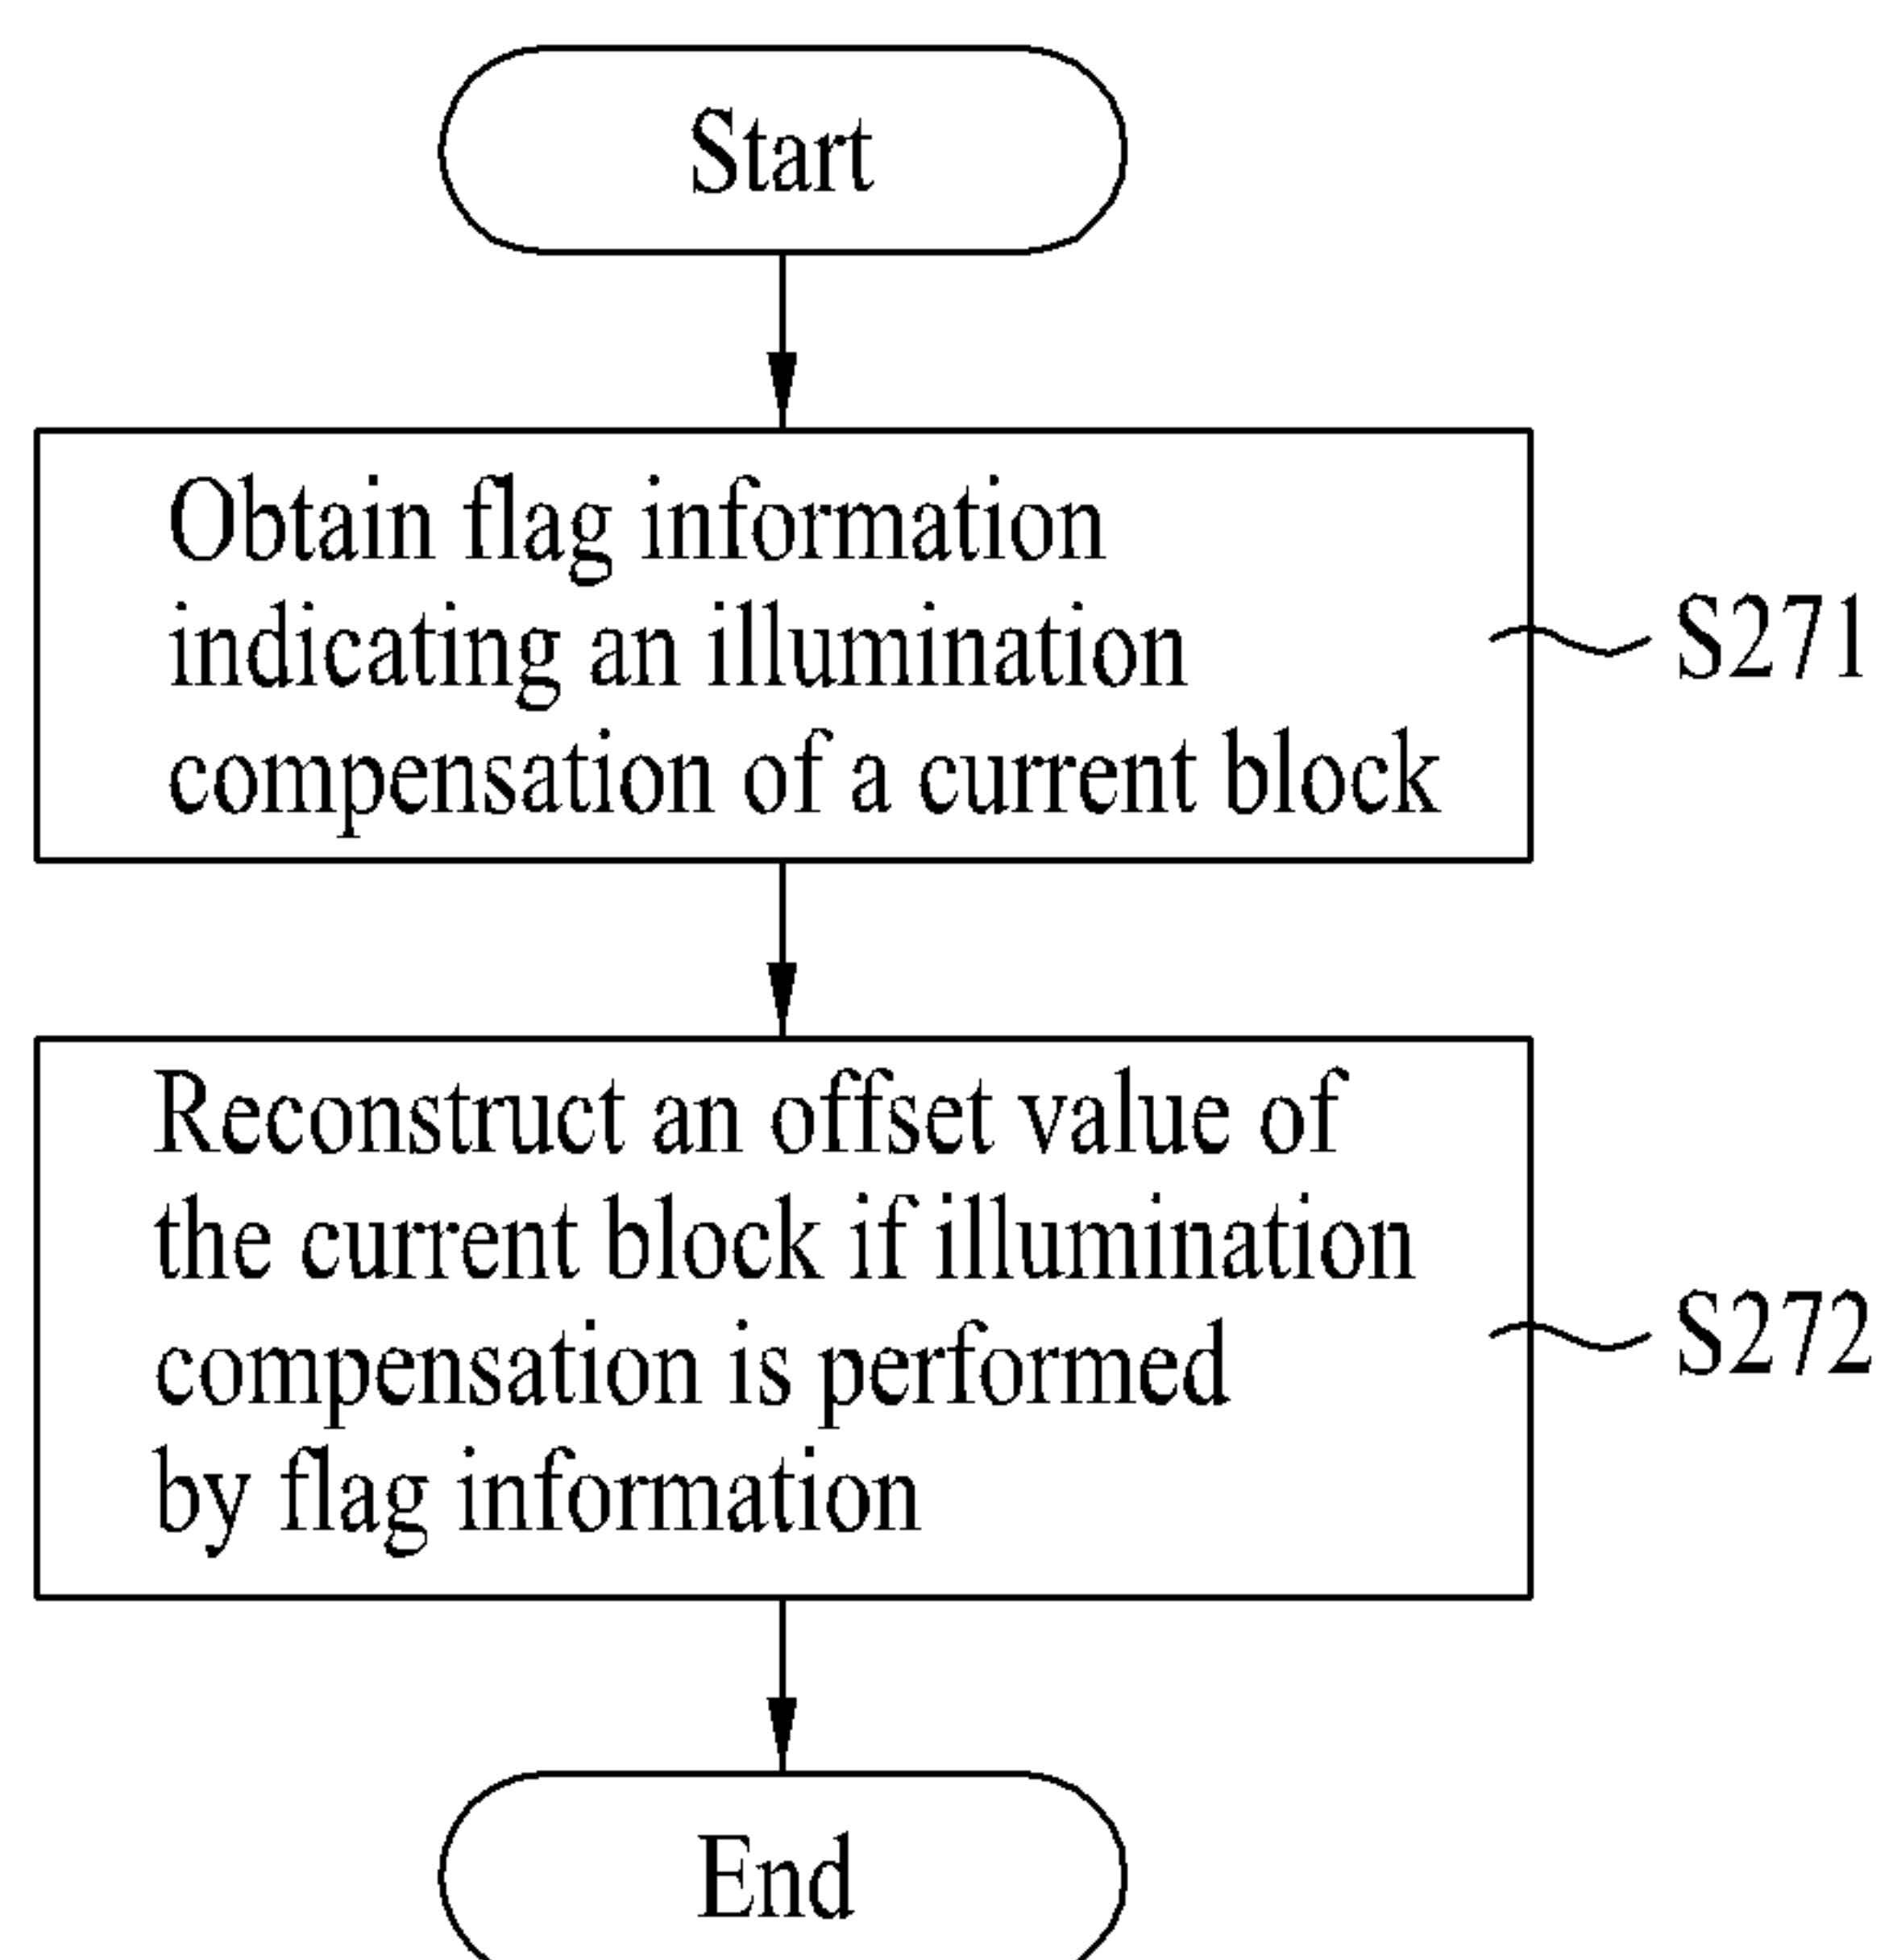 Start
Obtain flag information
indicating an illumination
compensation of a current block
S271
Reconstruct an offset value of
the current block if illumination
compensation is performed
by flag information
S272
End